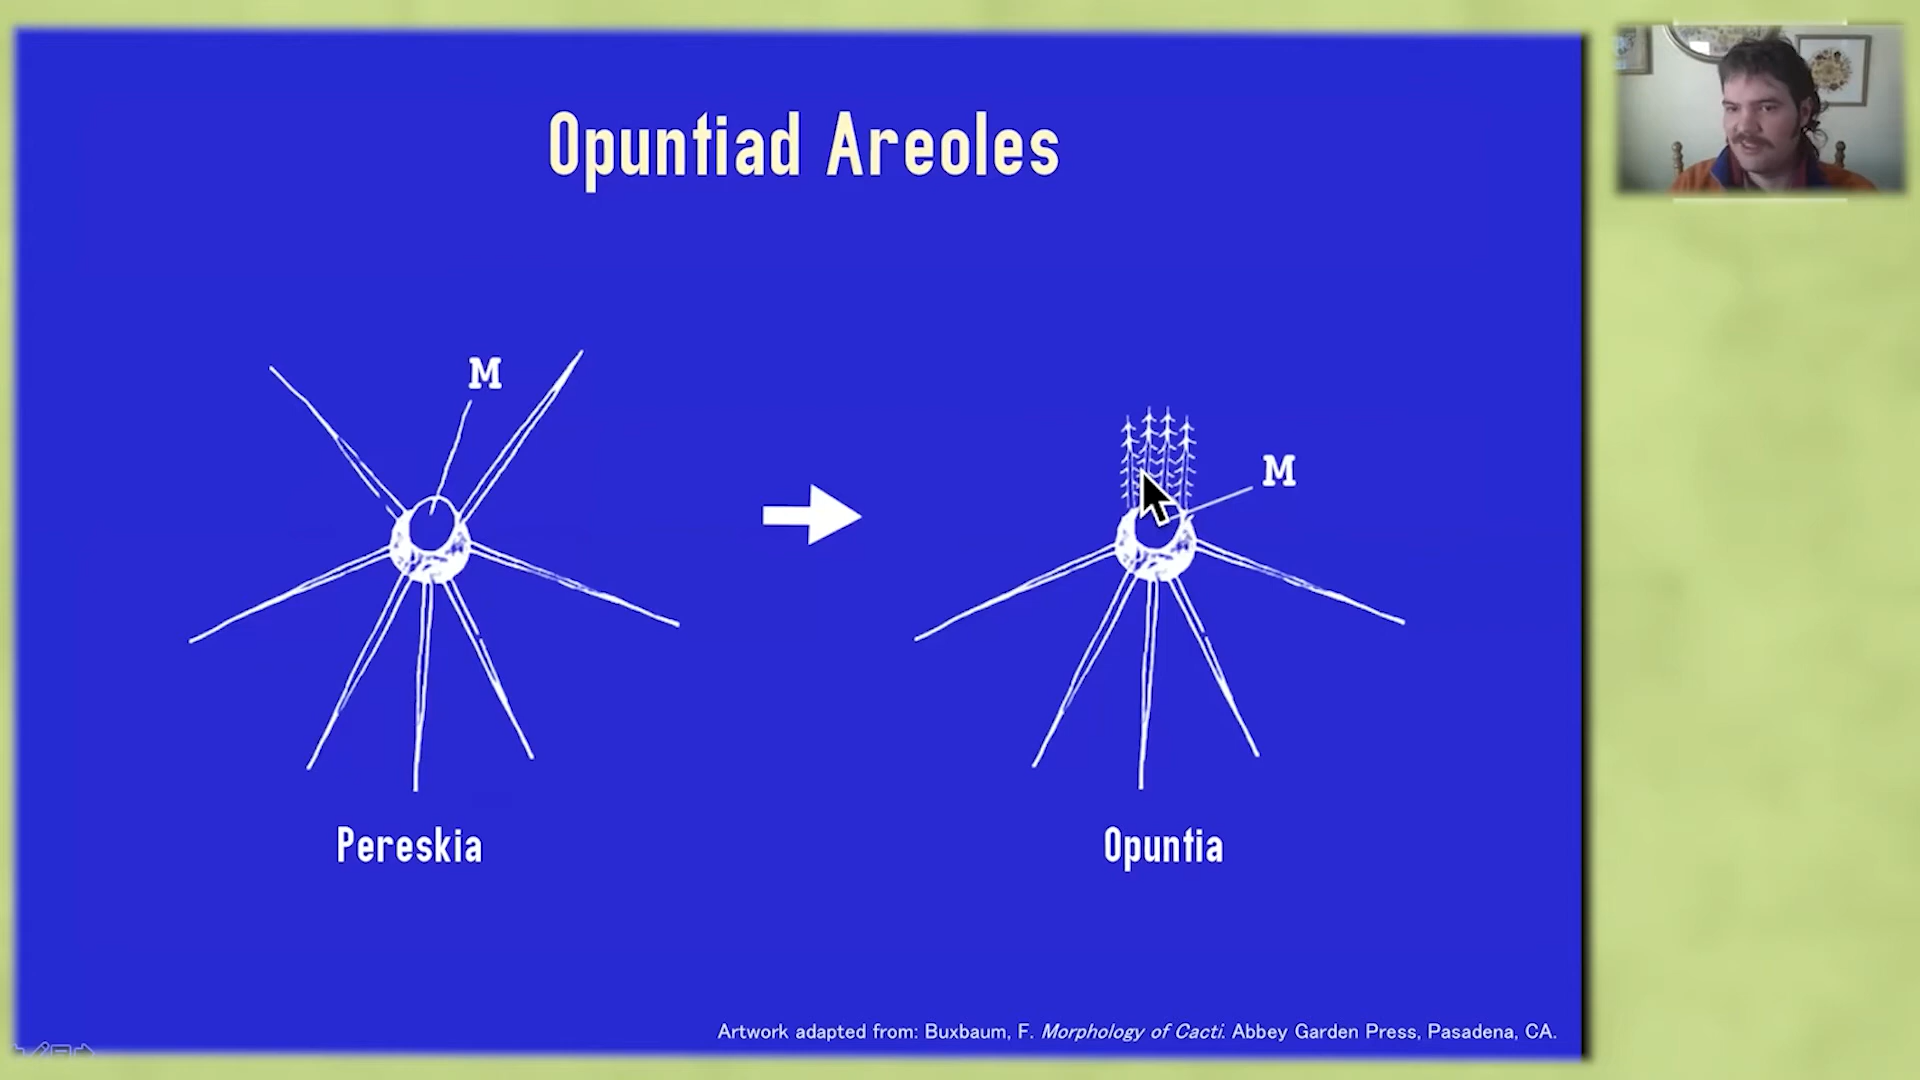 Opuntiad Areoles
M
M
Pereskia
Opuntia
Artwork adapted from: Buxbaum, F. Morphology of Cacti. Abbey Garden Press, Pasadena, CA.